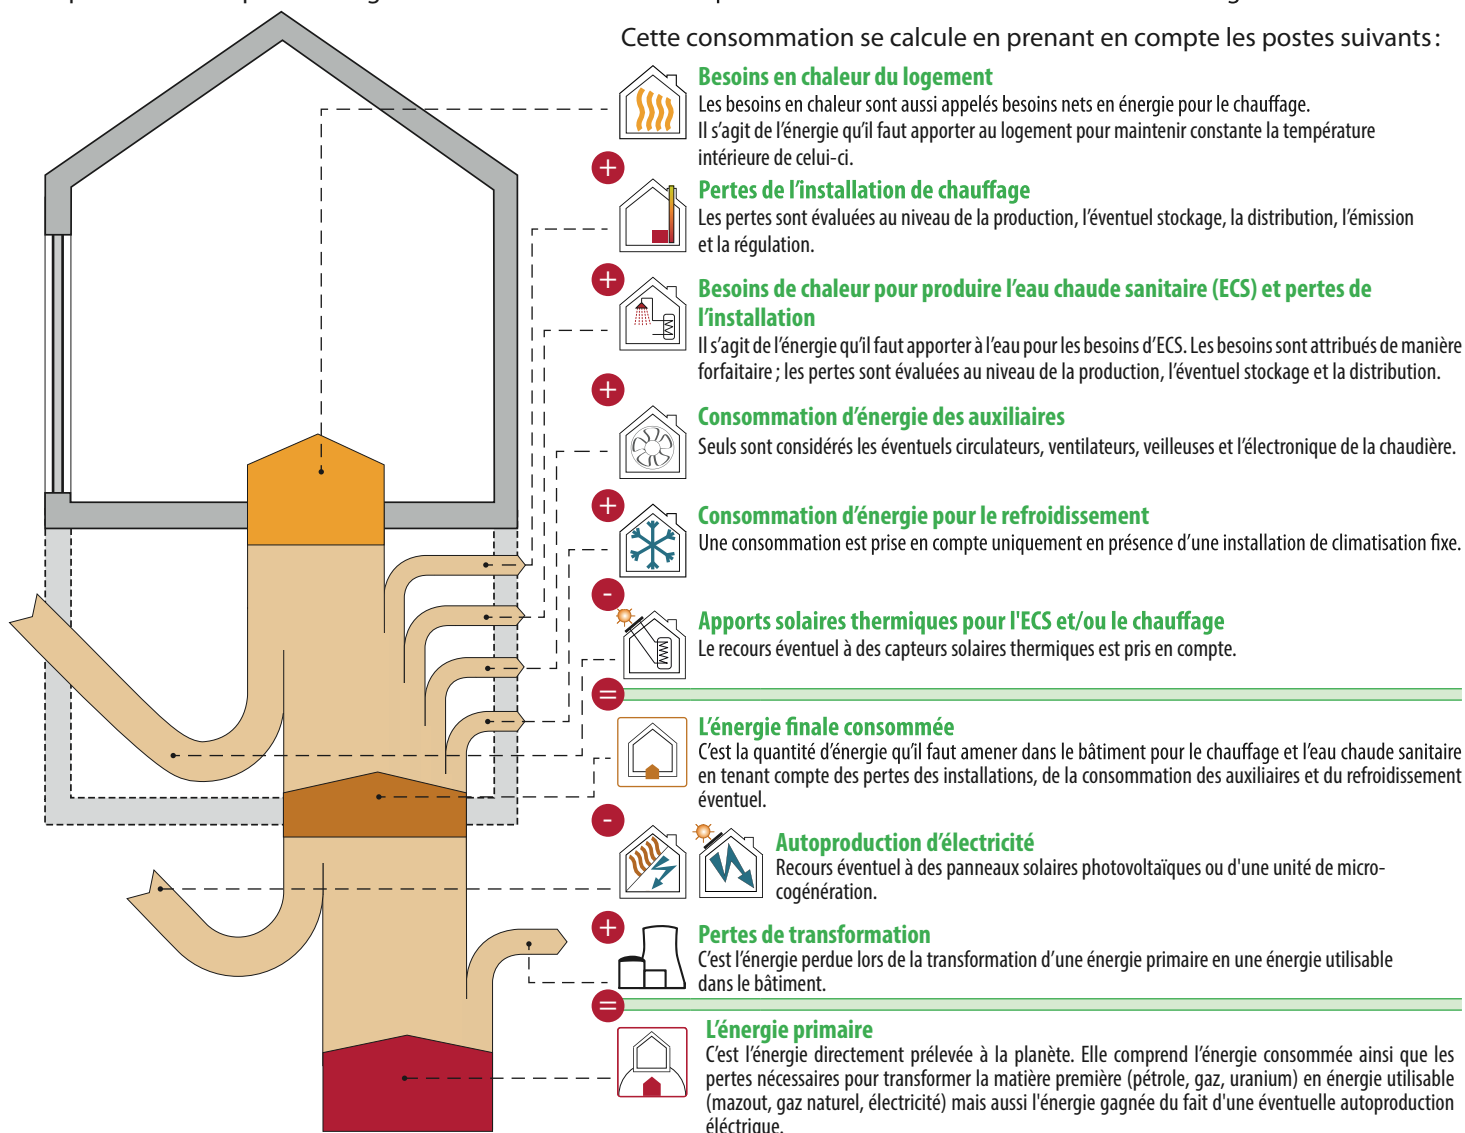 Cette consommation se calcule en prenant en compte les postes suivants :
Besoins en chaleur du logement
Les besoins en chaleur sont aussi appelés besoins nets en énergie pour le chauffage.
Il s'agit de l'énergie qu'il faut apporter au logement pour maintenir constante la température
intérieure de celui-ci.
+
Pertes de l'installation de chauffage
Les pertes sont évaluées au niveau de la production, l'éventuel stockage, la distribution, l'émission
et la régulation.
+
Besoins de chaleur pour produire l'eau chaude sanitaire (ECS) et pertes de
l'installation
Il s'agit de l'énergie qu'il faut apporter à l'eau pour les besoins d'ECS. Les besoins sont attribués de manière
forfaitaire ; les pertes sont évaluées au niveau de la production, l'éventuel stockage et la distribution.
+
Consommation d'énergie des auxiliaires
Seuls sont considérés les éventuels circulateurs, ventilateurs, veilleuses et l'électronique de la chaudière.
+
Consommation d'énergie pour le refroidissement
Une consommation est prise en compte uniquement en présence d'une installation de climatisation fixe.
-
Apports solaires thermiques pour l'ECS et/ou le chauffage
Le recours éventuel à des capteurs solaires thermiques est pris en compte.
=
L'énergie finale consommée
C'est la quantité d'énergie qu'il faut amener dans le bâtiment pour le chauffage et l'eau chaude sanitaire
en tenant compte des pertes des installations, de la consommation des auxiliaires et du refroidissement
éventuel.
-
Autoproduction d'électricité
Recours éventuel à des panneaux solaires photovoltaïques ou d'une unité de micro-
cogénération.
+
Pertes de transformation
C'est l'énergie perdue lors de la transformation d'une énergie primaire en une énergie utilisable
dans le bâtiment.
=
L'énergie primaire
C'est l'énergie directement prélevée à la planète. Elle comprend l'énergie consommée ainsi que les
pertes nécessaires pour transformer la matière première (pétrole, gaz, uranium) en énergie utilisable
(mazout, gaz naturel, électricité) mais aussi l'énergie gagnée du fait d'une éventuelle autoproduction
éléctrique.